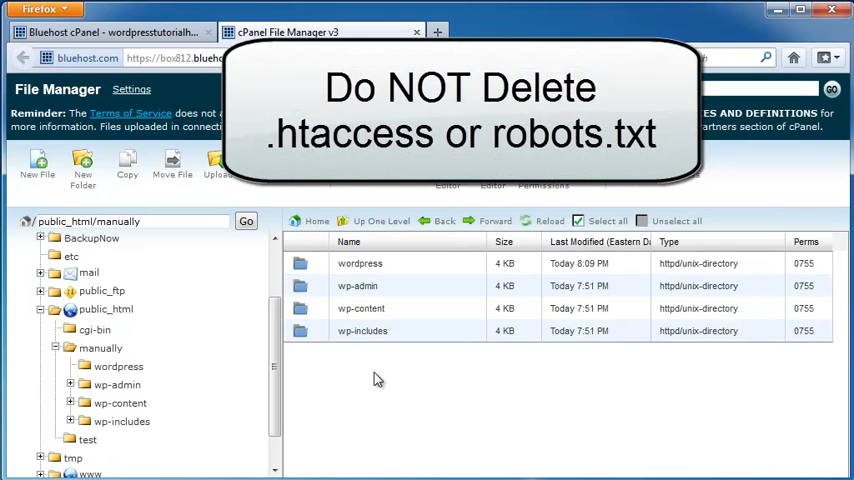 Firefox
Bluehost cPanel - wordpresstutorialh...
cPanel File Manager v3
bluehost.com
https://box812.blueho
Do NOT Delete
.htaccess or robots.txt
File Manager
Settings
GO
Reminder: The Terms of Service does not a
CES AND DEFINITIONS for
more information. Files uploaded in connecti
artners section of cPanel.
New File
New Folder
Copy
Move File
Uploa
Editor
Editor
Permissions
/ public_html/manually
Go
Home
Up One Level
Back
Forward
Reload
Select all
Unselect all
BackupNow
etc
mail
public_ftp
public_html
cgi-bin
manually
wordpress
wp-admin
wp-content
wp-includes
test
tmp
www
Name Size Last Modified (Eastern Da Type Perms
wordpress 4 KB Today 8:09 PM httpd/unix-directory 0755
wp-admin 4 KB Today 7:51 PM httpd/unix-directory 0755
wp-content 4 KB Today 7:51 PM httpd/unix-directory 0755
wp-includes 4 KB Today 7:51 PM httpd/unix-directory 0755